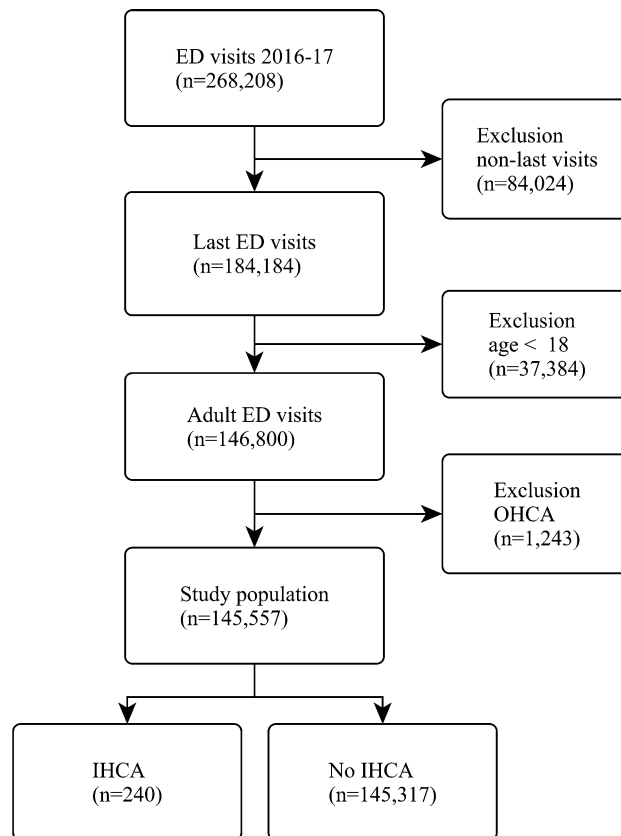 ED visits 2016-17
(n=268,208)
Exclusion
non-last visits
(n=84,024)
Last ED visits
(n=184,184)
Exclusion
age < 18
(n=37,384)
Adult ED visits
(n=146,800)
Exclusion
OHCA
(n=1,243)
Study population
(n=145,557)
IHCA
(n=240)
No IHCA
(n=145,317)